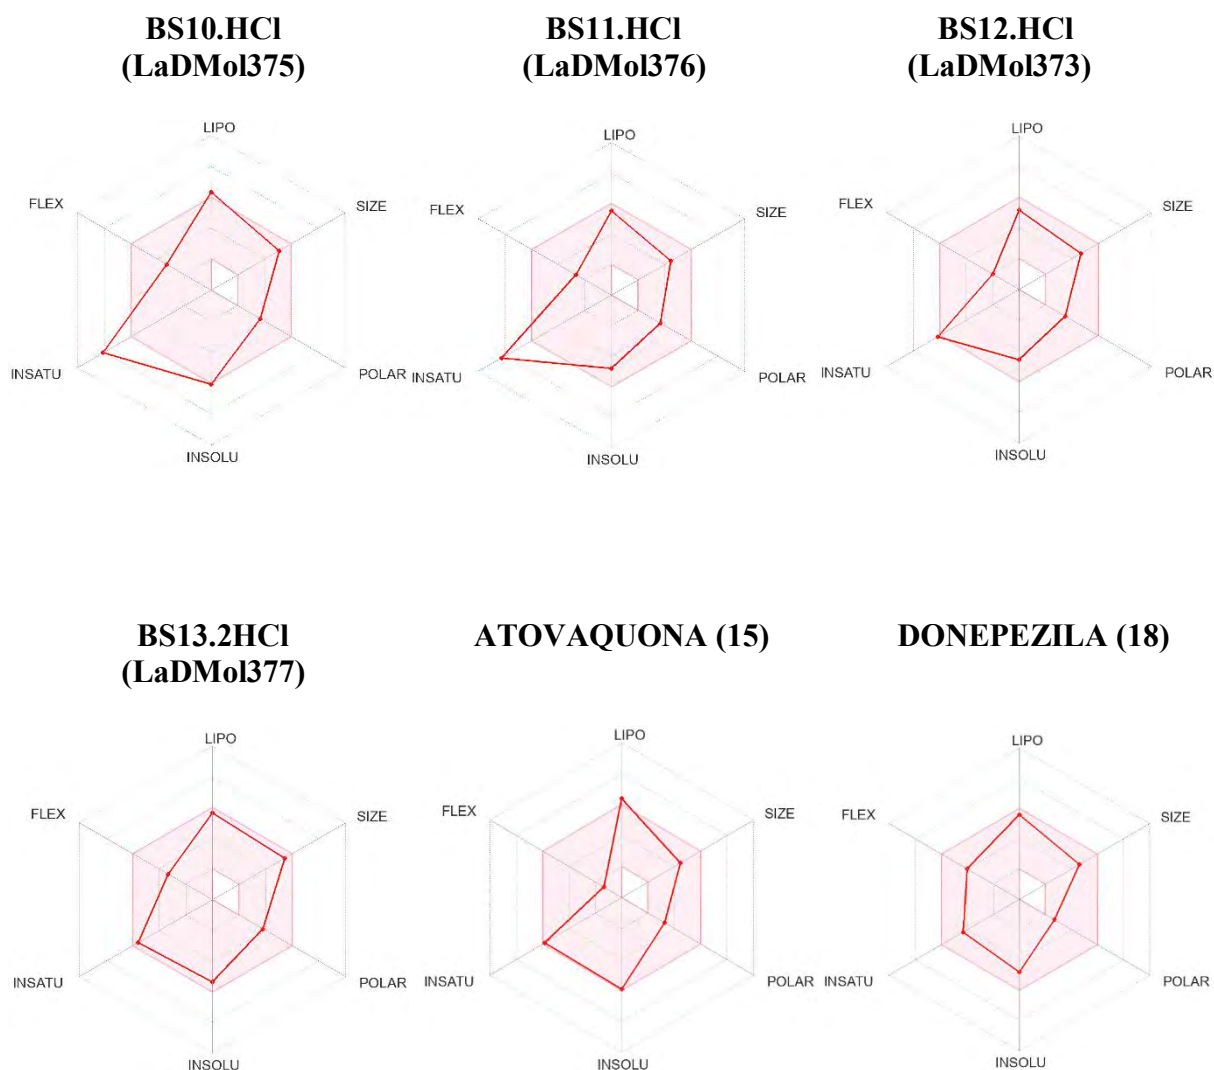 BS10.HCl
(LaDMol375)
BS11.HCl
(LaDMol376)
BS12.HCl
(LaDMol373)
LIPO
FLEX
SIZE
INSATU
POLAR
INSOLU
LIPO
FLEX
SIZE
INSATU
POLAR
INSOLU
LIPO
FLEX
SIZE
INSATU
POLAR
INSOLU
BS13.2HCl
(LaDMol377)
ATOVAQUONA (15)
DONEPEZILA (18)
LIPO
FLEX
SIZE
INSATU
POLAR
INSOLU
LIPO
FLEX
SIZE
INSATU
POLAR
INSOLU
LIPO
FLEX
SIZE
INSATU
POLAR
INSOLU